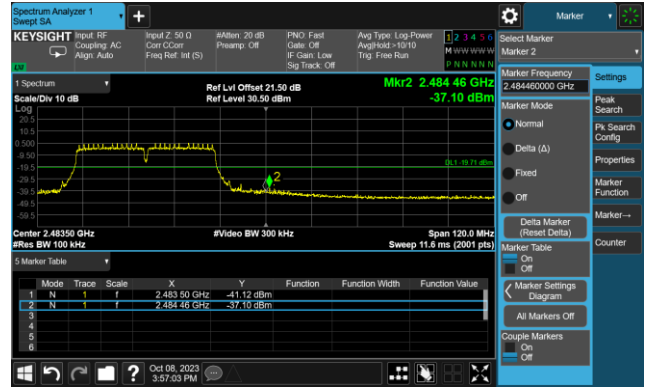 Spectrum Analyzer 1
Swept SA
Marker
KEYSIGHT
Input: RF
Coupling: AC
Align: Auto
Input Z: 50 Ω
Corr CCorr
Freq Ref: Int (S)
#Atten: 20 dB
Preamp: Off
PNO: Fast
Gate: Off
IF Gain: Low
Sig Track: Off
Avg Type: Log-Power
Avg|Hold:>10/10
Trig: Free Run
1 2 3 4 5 6
M W W W W W
P N N N N N
Select Marker
Marker 2
1 Spectrum
Scale/Div 10 dB
Log
Ref Lvl Offset 21.50 dB
Ref Level 30.50 dBm
Mkr2 2.484 46 GHz
-37.10 dBm
20.5
10.5
0.500
-9.50
-19.5
-29.5
-39.5
-49.5
-59.5
DL1 -19.71 dBm
2
Center 2.48350 GHz
#Res BW 100 kHz
#Video BW 300 kHz
Span 120.0 MHz
Sweep 11.6 ms (2001 pts)
5 Marker Table
Mode Trace Scale X Y Function Function Width Function Value
1 N 1 f 2.483 50 GHz -41.12 dBm
2 N 1 f 2.484 46 GHz -37.10 dBm
3
4
5
6
Marker Frequency
2.484460000 GHz
Marker Mode
Normal
Delta (Δ)
Fixed
Off
Delta Marker
(Reset Delta)
Marker Table
On
Off
Marker Settings
Diagram
All Markers Off
Couple Markers
On
Off
Settings
Peak
Search
Pk Search
Config
Properties
Marker
Function
Marker→
Counter
?
Oct 08, 2023
3:57:03 PM